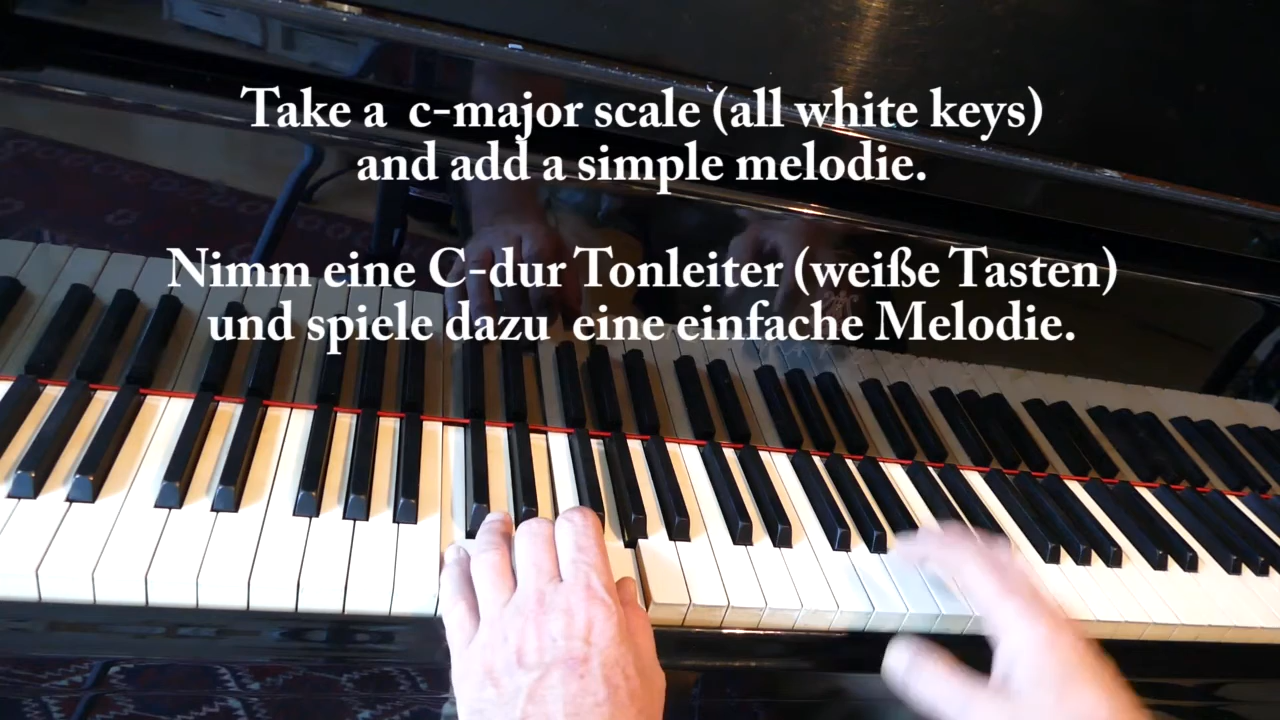 Take a c-major scale (all white keys)
and add a simple melodie.
Nimm eine C-dur Tonleiter (weiße Tasten)
und spiele dazu eine einfache Melodie.